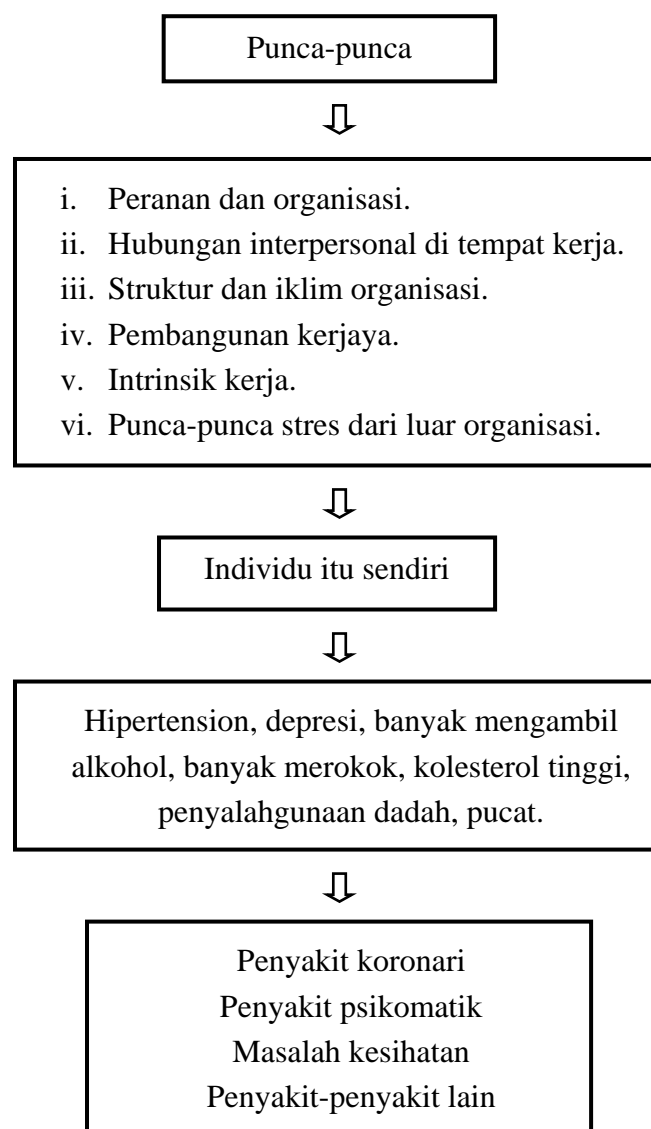 Punca-punca
i. Peranan dan organisasi.
ii. Hubungan interpersonal di tempat kerja.
iii. Struktur dan iklim organisasi.
iv. Pembangunan kerjaya.
v. Intrinsik kerja.
vi. Punca-punca stres dari luar organisasi.
Individu itu sendiri
Hipertension, depresi, banyak mengambil
alkohol, banyak merokok, kolesterol tinggi,
penyalahgunaan dadah, pucat.
Penyakit koronari
Penyakit psikomatik
Masalah kesihatan
Penyakit-penyakit lain